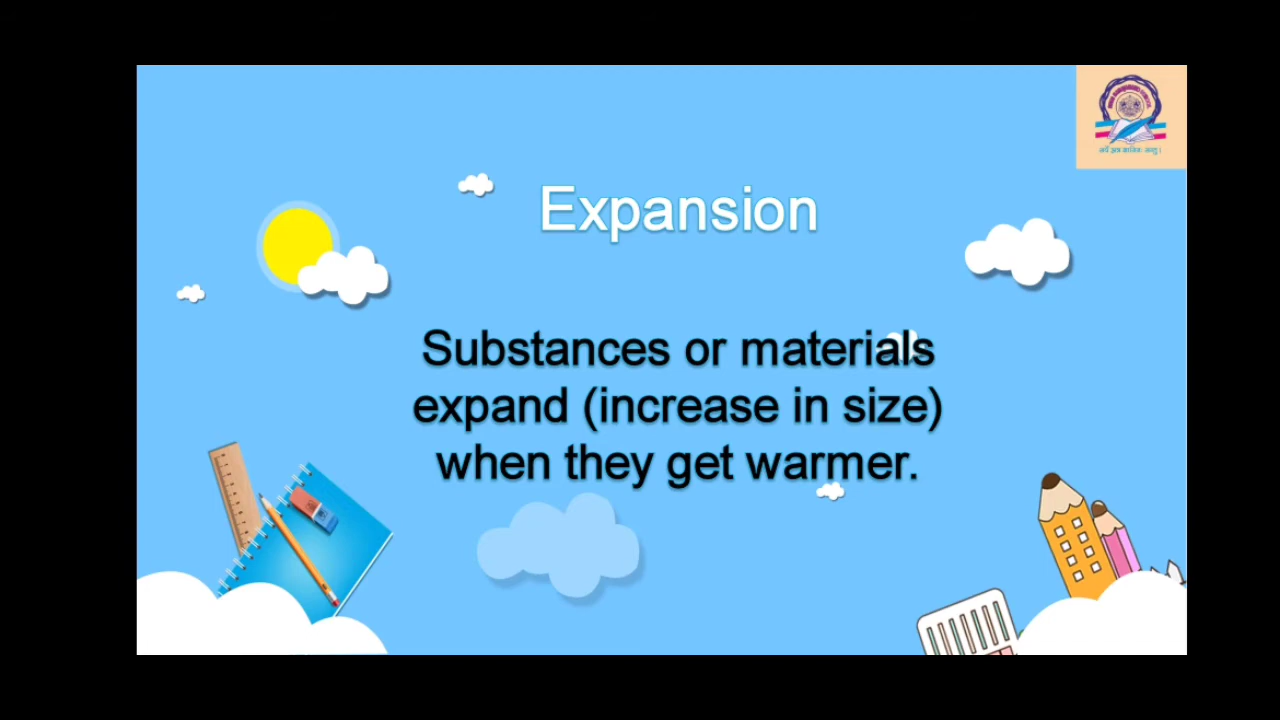 Expansion
Substances or materials
expand (increase in size)
when they get warmer.